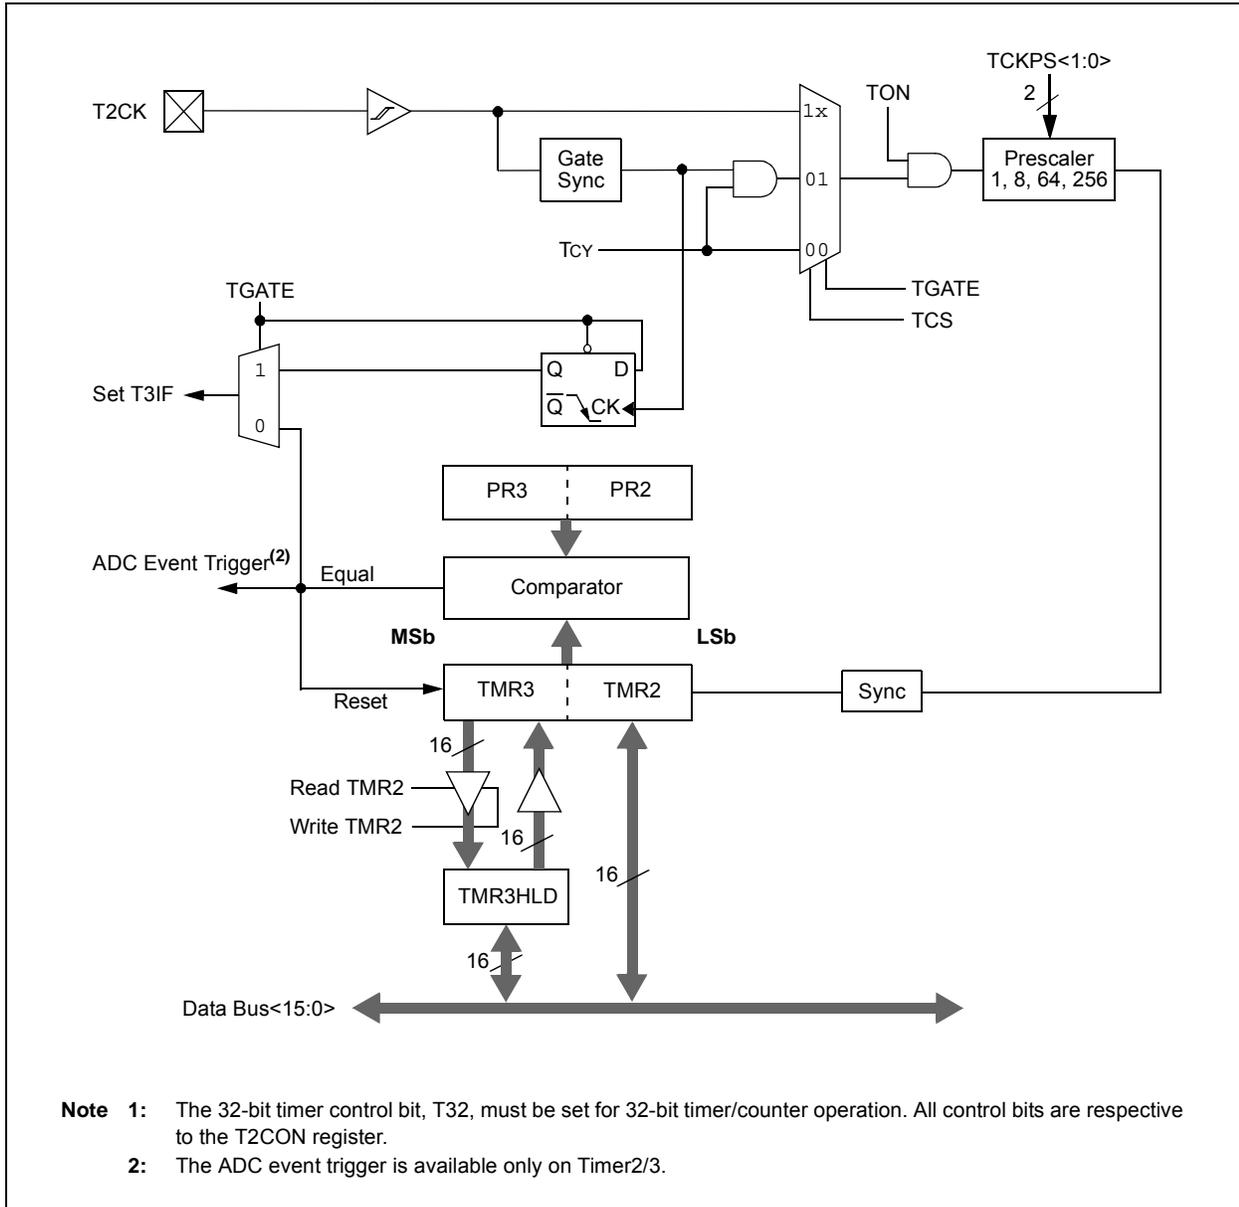 TCKPS<1:0>
2
TON
T2CK
1x
Gate
Sync
Prescaler
1, 8, 64, 256
01
TCY
00
TGATE
TCS
TGATE
1
Q
D
Set T3IF
Q
CK
0
PR3
PR2
ADC Event Trigger(2)
Equal
Comparator
MSb
LSb
TMR3
TMR2
Sync
Reset
16
Read TMR2
Write TMR2
16
16
TMR3HLD
16
Data Bus<15:0>
Note 1: The 32-bit timer control bit, T32, must be set for 32-bit timer/counter operation. All control bits are respective
to the T2CON register.
2: The ADC event trigger is available only on Timer2/3.